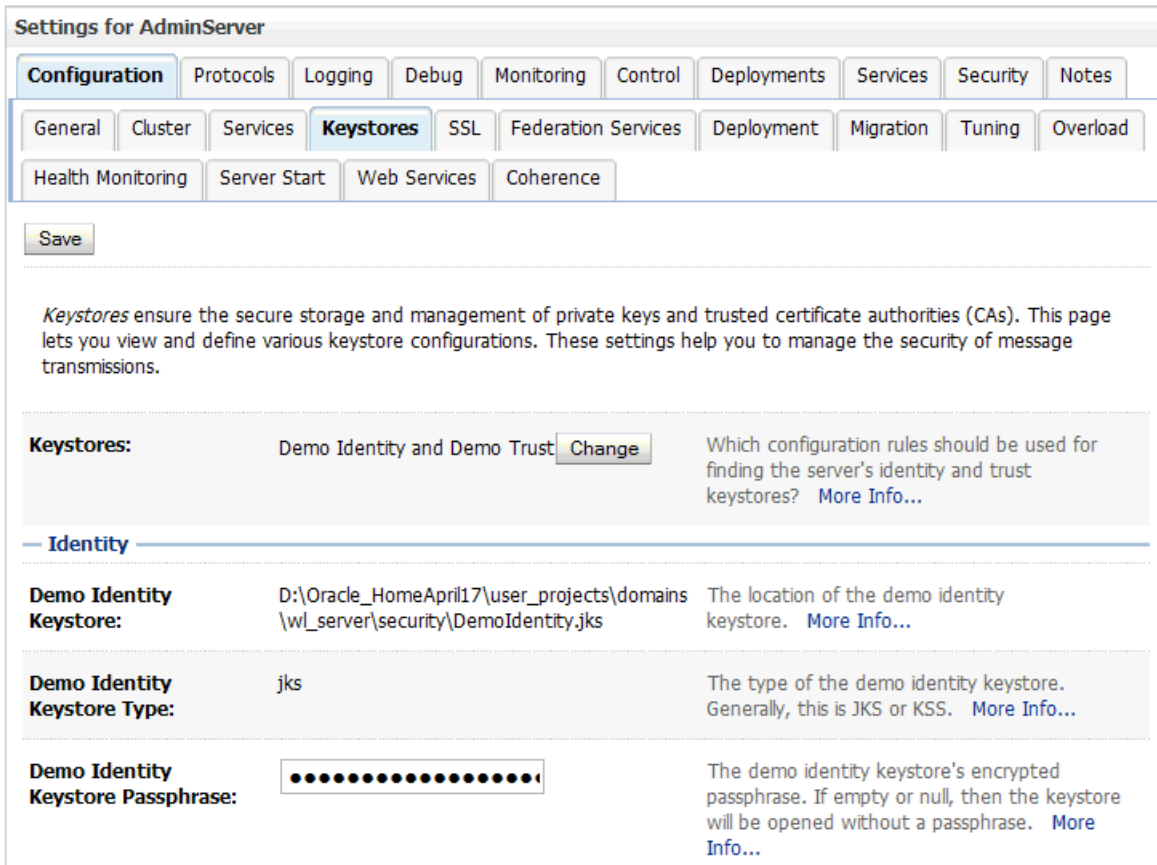 Settings for AdminServer
Configuration Protocols Logging Debug Monitoring Control Deployments Services Security Notes
General Cluster Services Keystores SSL Federation Services Deployment Migration Tuning Overload
Health Monitoring Server Start Web Services Coherence
Save
Keystores ensure the secure storage and management of private keys and trusted certificate authorities (CAs). This page
lets you view and define various keystore configurations. These settings help you to manage the security of message
transmissions.
Keystores:
Demo Identity and Demo Trust Change
Which configuration rules should be used for
finding the server's identity and trust
keystores? More Info...
Identity
Demo Identity
Keystore:
D:\Oracle_HomeApril17\user_projects\domains
\wl_server\security\DemoIdentity.jks
The location of the demo identity
keystore. More Info...
Demo Identity
Keystore Type:
jks
The type of the demo identity keystore.
Generally, this is JKS or KSS. More Info...
Demo Identity
Keystore Passphrase:
The demo identity keystore's encrypted
passphrase. If empty or null, then the keystore
will be opened without a passphrase. More
Info...